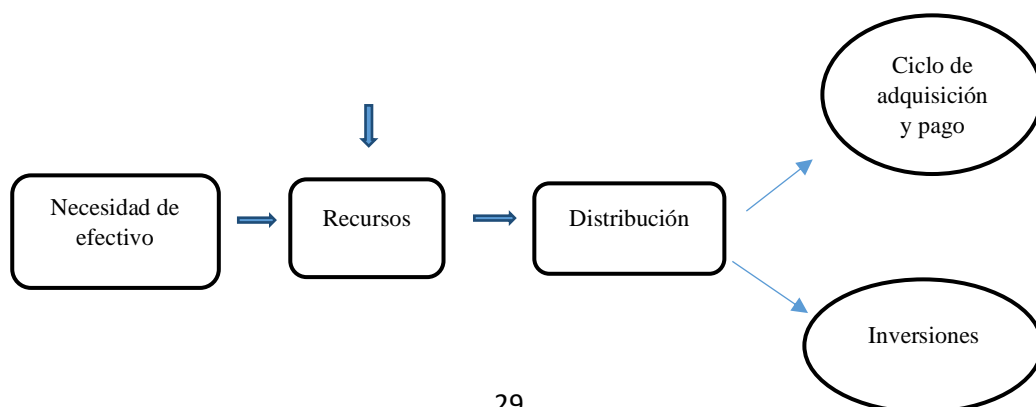 Ciclo de
adquisición
y pago
Necesidad de
efectivo
Recursos
Distribución
Inversiones
29